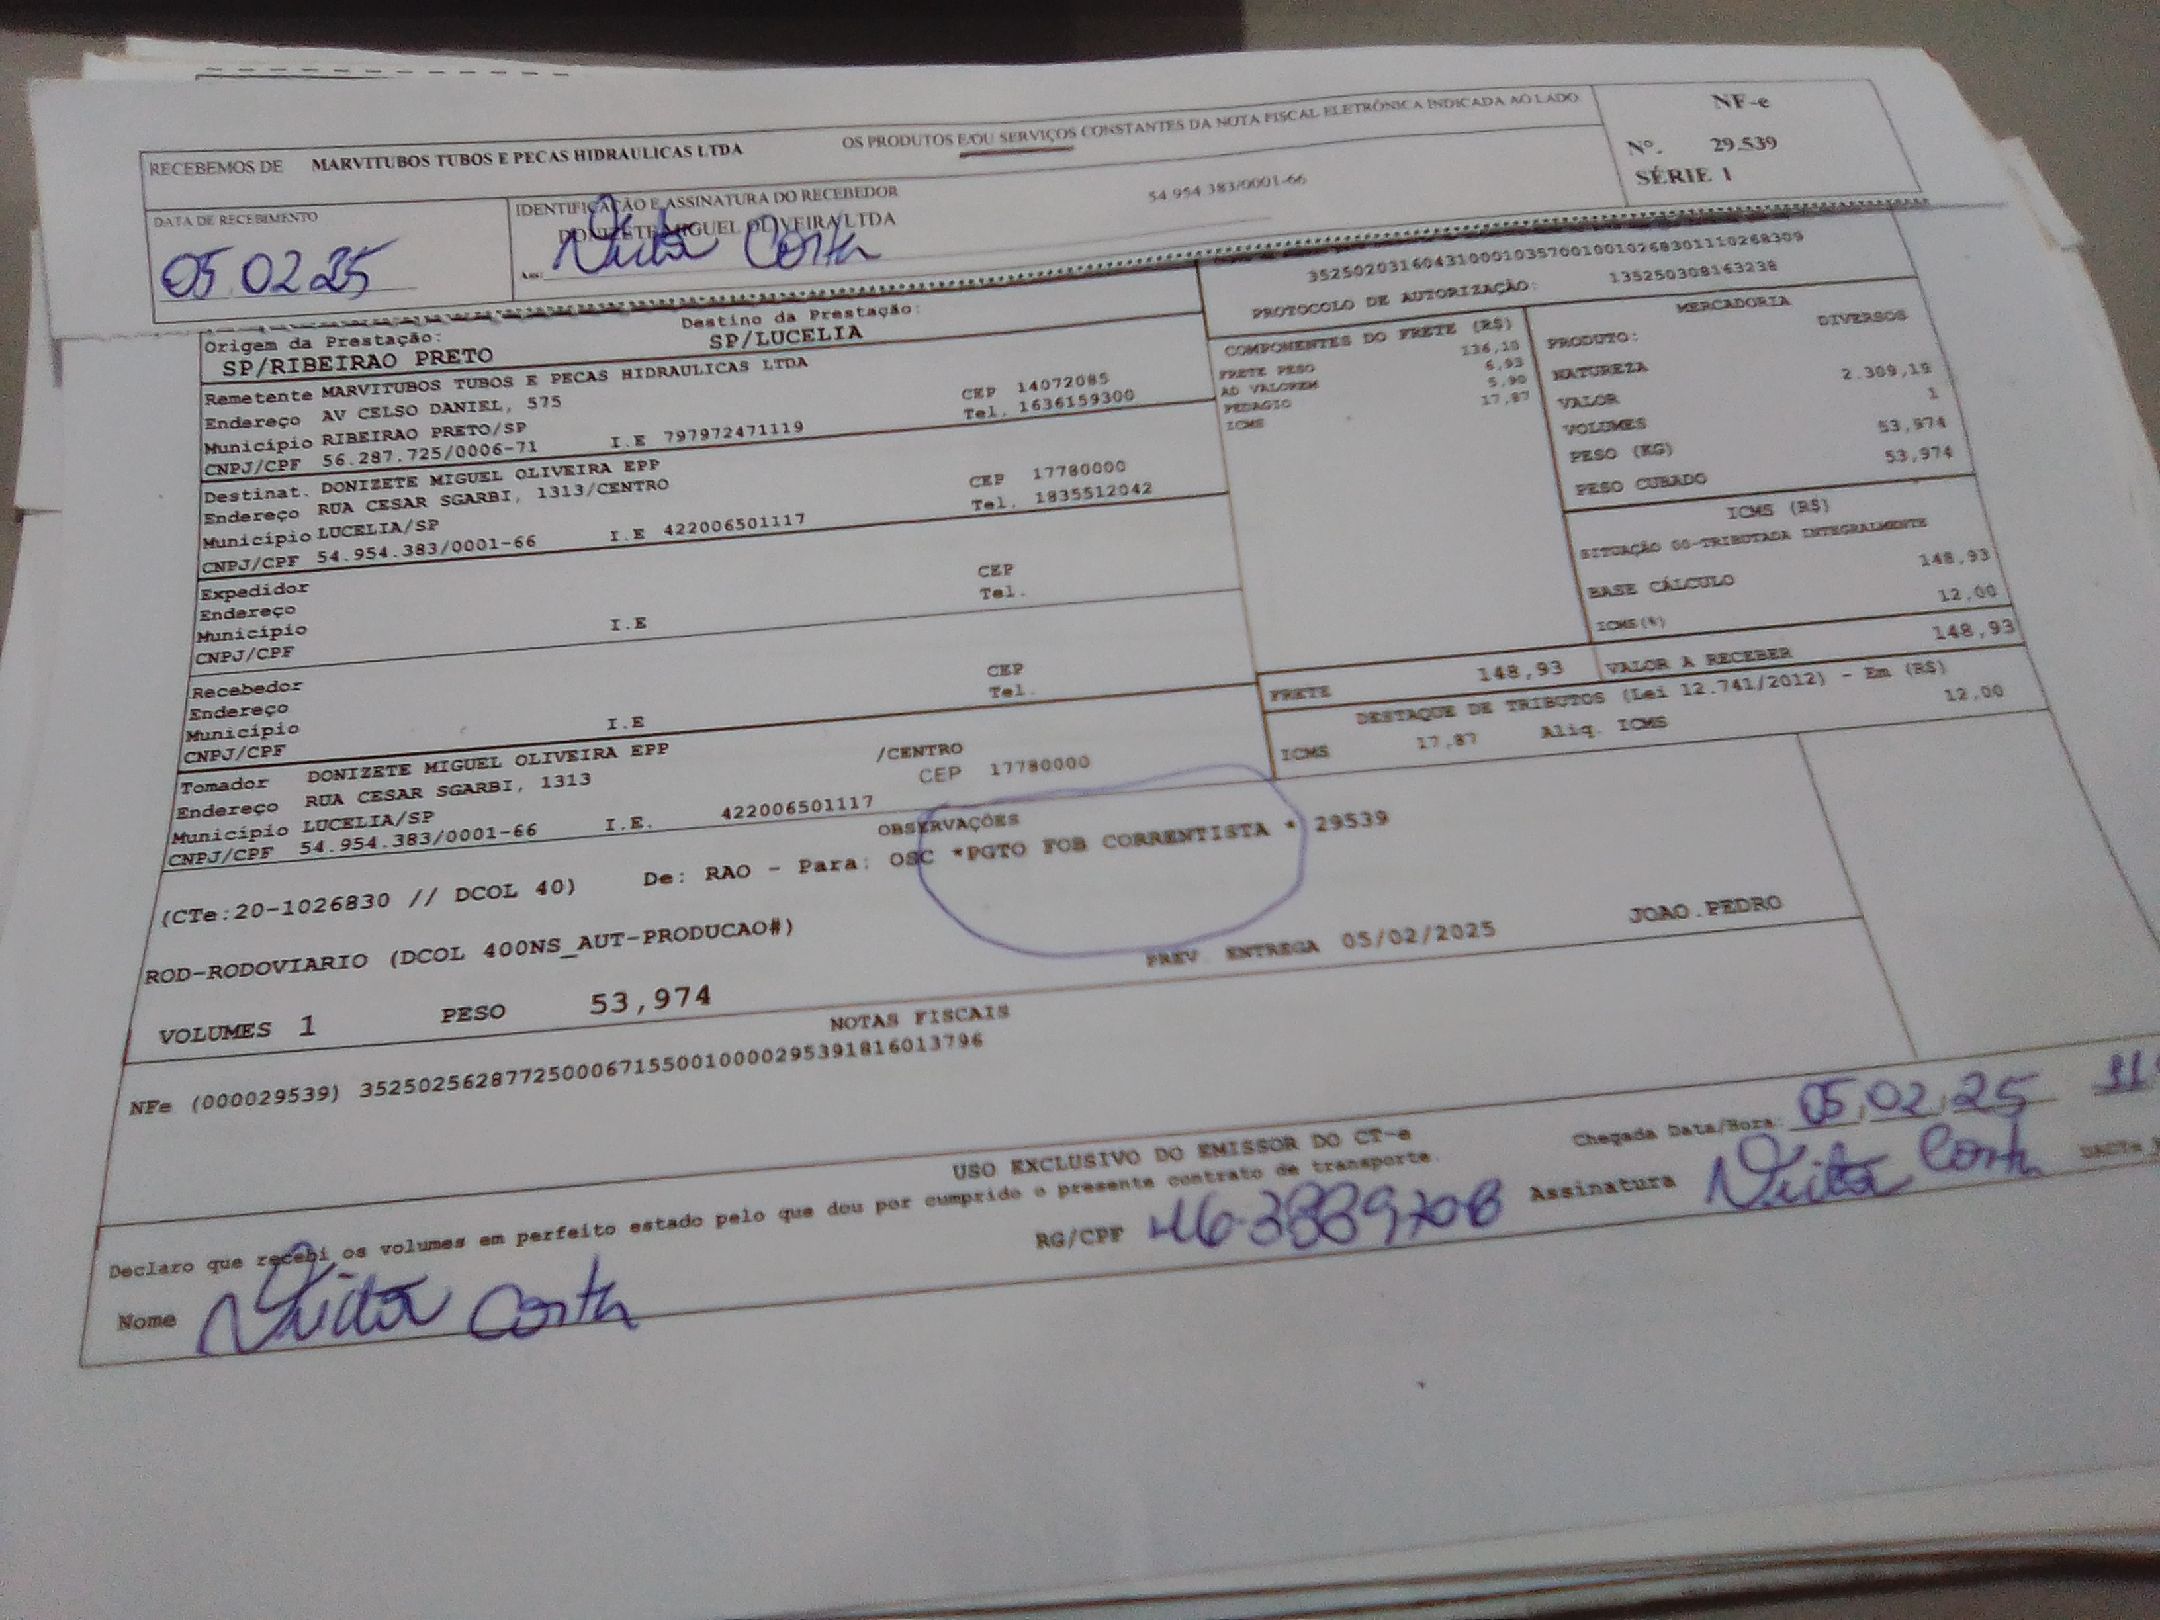 RECEBEMOS DE MARVITUBOS TUBOS E PECAS HIDRAULICAS LTDA OS PRODUTOS E/OU SERVIÇOS CONSTANTES DA NOTA FISCAL ELETRÔNICA INDICADA AO LADO
NF-e
Nº. 29.539
SÉRIE 1
DATA DE RECEBIMENTO
05 02 25
IDENTIFICAÇÃO E ASSINATURA DO RECEBEDOR
DONIZETE MIGUEL OLIVEIRA LTDA 54.954.383/0001-66
Ass:
Origem da Prestação: Destino da Prestação:
SP/RIBEIRAO PRETO SP/LUCELIA
35250203160431000103570010010268301110268309
PROTOCOLO DE AUTORIZAÇÃO: 135250308163238
Remetente MARVITUBOS TUBOS E PECAS HIDRAULICAS LTDA
Endereço AV CELSO DANIEL, 575 CEP 14072085
Município RIBEIRAO PRETO/SP Tel. 1636159300
CNPJ/CPF 56.287.725/0006-71 I.E 797972471119
Destinat. DONIZETE MIGUEL OLIVEIRA EPP
Endereço RUA CESAR SGARBI, 1313/CENTRO CEP 17780000
Município LUCELIA/SP Tel. 1835512042
CNPJ/CPF 54.954.383/0001-66 I.E 422006501117
Expedidor
Endereço CEP
Município Tel.
CNPJ/CPF I.E
Recebedor
Endereço CEP
Município Tel.
CNPJ/CPF I.E
Tomador DONIZETE MIGUEL OLIVEIRA EPP
Endereço RUA CESAR SGARBI, 1313 /CENTRO
Município LUCELIA/SP CEP 17780000
CNPJ/CPF 54.954.383/0001-66 I.E. 422006501117
COMPONENTES DO FRETE (R$)
FRETE PESO
AD VALOREM 6,93
PEDAGIO 5,90
ICMS 17,87
MERCADORIA
PRODUTO: DIVERSOS
NATUREZA
VALOR 2.309,19
VOLUMES 1
PESO (KG) 53,974
PESO CUBADO 53,974
ICMS (R$)
SITUAÇÃO 00-TRIBUTADA INTEGRALMENTE
BASE CÁLCULO 148,93
ICMS(%) 12,00
FRETE 148,93 VALOR A RECEBER 148,93
DESTAQUE DE TRIBUTOS (Lei 12.741/2012) - Em (R$)
ICMS 17,87 Aliq. ICMS 12,00
OBSERVAÇÕES
(CTe:20-1026830 // DCOL 40) De: RAO - Para: OSC *PGTO FOB CORRENTISTA * 29539
ROD-RODOVIARIO (DCOL 400NS_AUT-PRODUCAO#)
PREV ENTREGA 05/02/2025 JOAO.PEDRO
VOLUMES 1 PESO 53,974
NOTAS FISCAIS
NFe (000029539) 35250256287725000671550010000295391816013796
USO EXCLUSIVO DO EMISSOR DO CT-e
Declaro que recebi os volumes em perfeito estado pelo que dou por cumprido o presente contrato de transporte.
Chegada Data/Hora: 05,02,25
Nome RG/CPF Assinatura